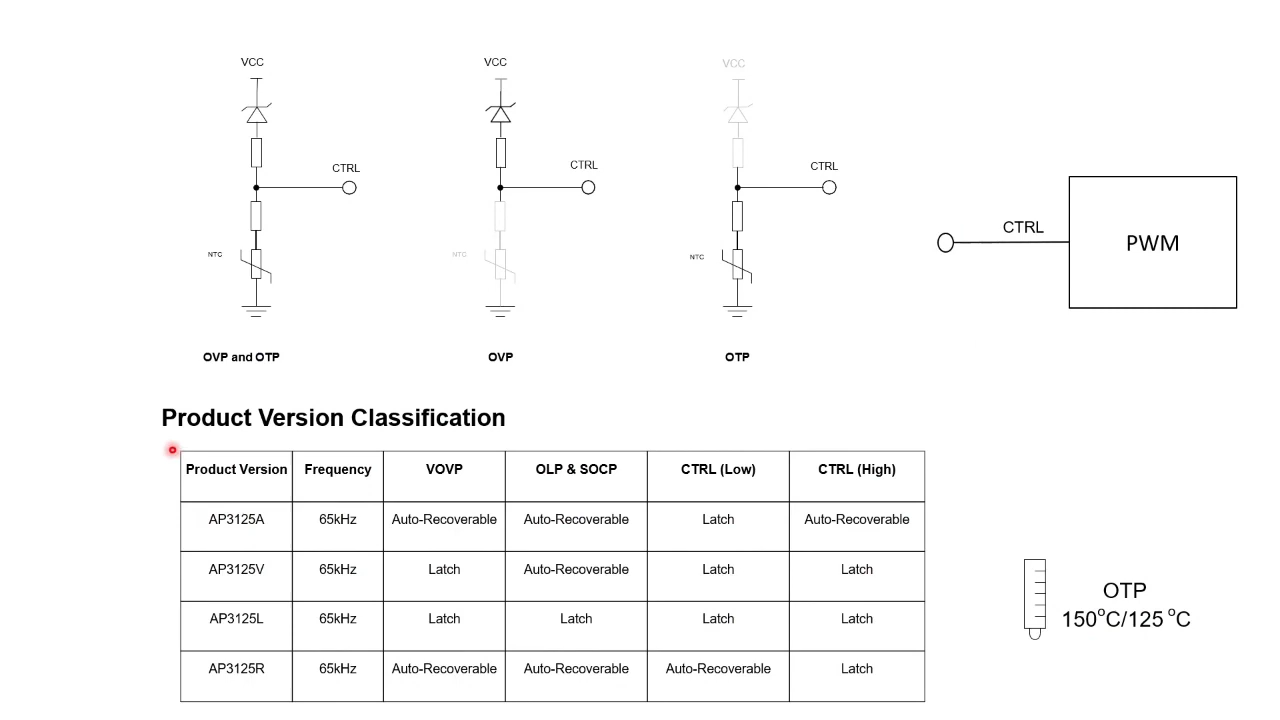 VCC
VCC
VCC
CTRL
CTRL
CTRL
CTRL
PWM
NTC
NTC
NTC
OVP and OTP
OVP
OTP
Product Version Classification
Product Version Frequency VOVP OLP & SOCP CTRL (Low) CTRL (High)
AP3125A 65kHz Auto-Recoverable Auto-Recoverable Latch Auto-Recoverable
AP3125V 65kHz Latch Auto-Recoverable Latch Latch
AP3125L 65kHz Latch Latch Latch Latch
AP3125R 65kHz Auto-Recoverable Auto-Recoverable Auto-Recoverable Latch
OTP
150°C/125 °C